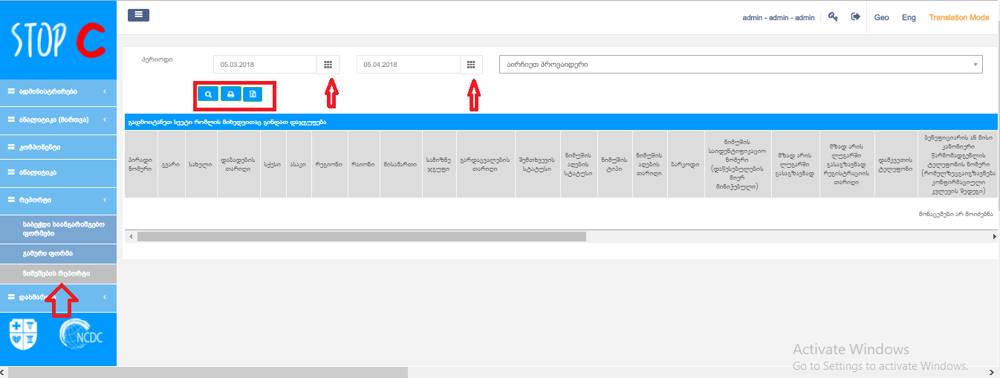 STOP C
admin - admin - admin
Geo
Eng
Translation Mode
ადმინისტრირება
ანალიტიკა (მართვა)
კომპონენტი
ანალიტიკა
რეპორტი
საბეჭდი საანგარიშგებო
ფორმები
გამური ფორმა
ნიმუშების რეპორტი
NCDC
პერიოდი
05.03.2018
05.04.2018
აირჩიეთ პროვაიდერი
გადმოიტანეთ სვეტი რომლის მიხედვითაც გინდათ დაჯგუფება
პირადი
ნომერი
გვარი
სახელი
დაბადების
თარიღი
სქესი
ასაკი
რეგიონი
რაიონი
მისამართი
სამიზნე
ჯგუფი
გარდაცვალების
თარიღი
შემთხვევის
სტატუსი
ნიმუშის
აღების
სტატუსი
ნიმუშის
ტიპი
ნიმუშის
აღების
თარიღი
ბარკოდი
ნიმუშის
საიდენტიფიკაციო
ნომერი
(დაწესებულების
მიერ
მინიჭებული)
მზად არის
ლუგარში
გასაგზავნად
მზად არის
ლუგარში
გასაგზავნად
რეგისტრაციის
თარიღი
დამკვეთის
ტელეფონი
ბენეფიციარის ან მისი
კანონიერი
წარმომადგენლის
ტელეფონის ნომერი
(რომელზეცგაიგზავნება
კონფირმაციული
კვლევის შედეგი)
მონაცემები არ მოიძებნა
Activate Windows
Go to Settings to activate Windows.